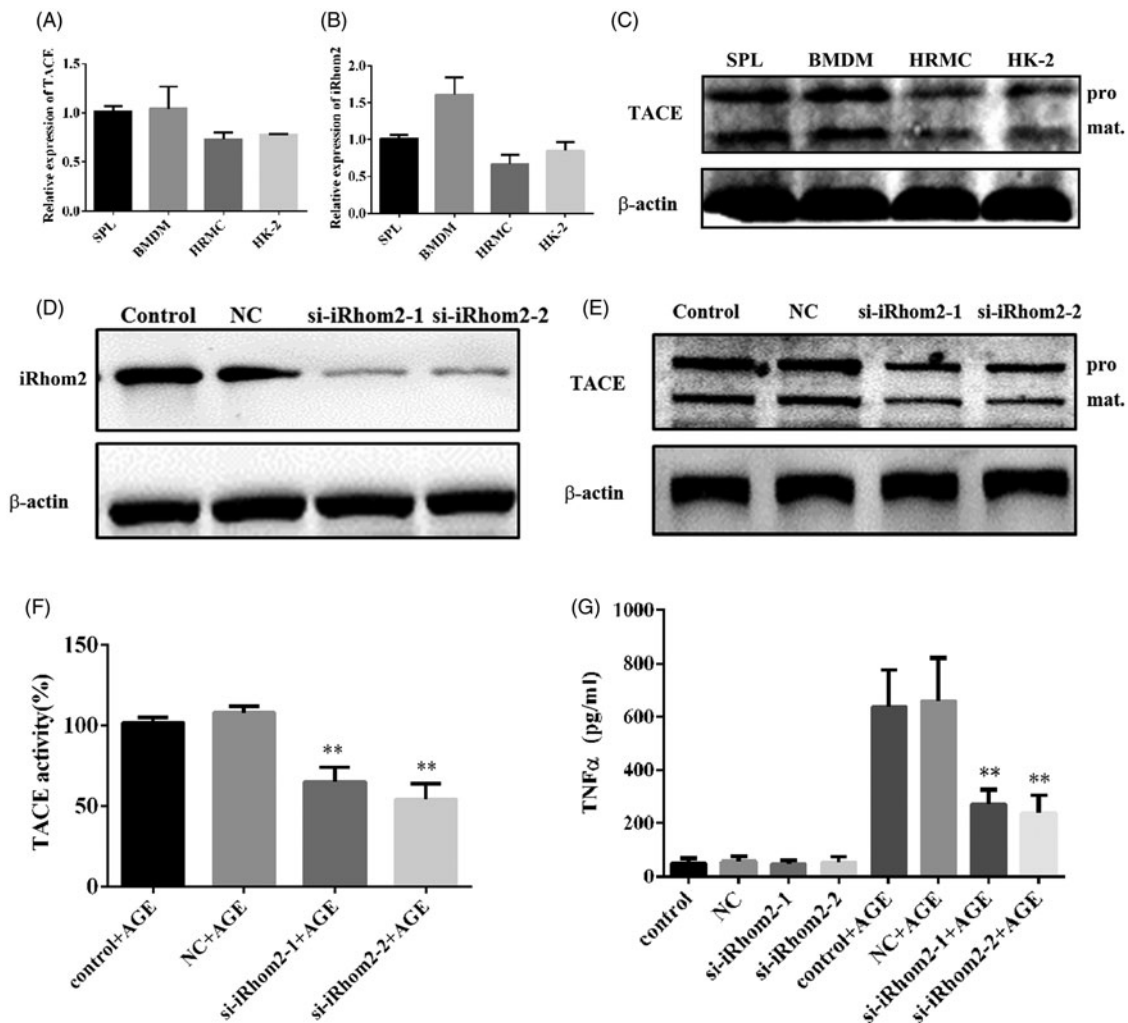 (A)
Relative expression of TACE
1.5
1.0
0.5
0.0
SPL
BMDM
HRMC
HK-2
(B)
Relative expression of iRhom2
2.0
1.5
1.0
0.5
0.0
SPL
BMDM
HRMC
HK-2
(C)
SPL BMDM HRMC HK-2
TACE
pro
mat.
β-actin
(D)
Control NC si-iRhom2-1 si-iRhom2-2
iRhom2
β-actin
(E)
Control NC si-iRhom2-1 si-iRhom2-2
TACE
pro
mat.
β-actin
(F)
TACE activity(%)
150
100
50
0
** **
control+AGE
NC+AGE
si-iRhom2-1+AGE
si-iRhom2-2+AGE
(G)
TNFα (pg/ml)
1000
800
600
400
200
0
** **
control
NC
si-iRhom2-1
si-iRhom2-2
control+AGE
NC+AGE
si-iRhom2-1+AGE
si-iRhom2-2+AGE